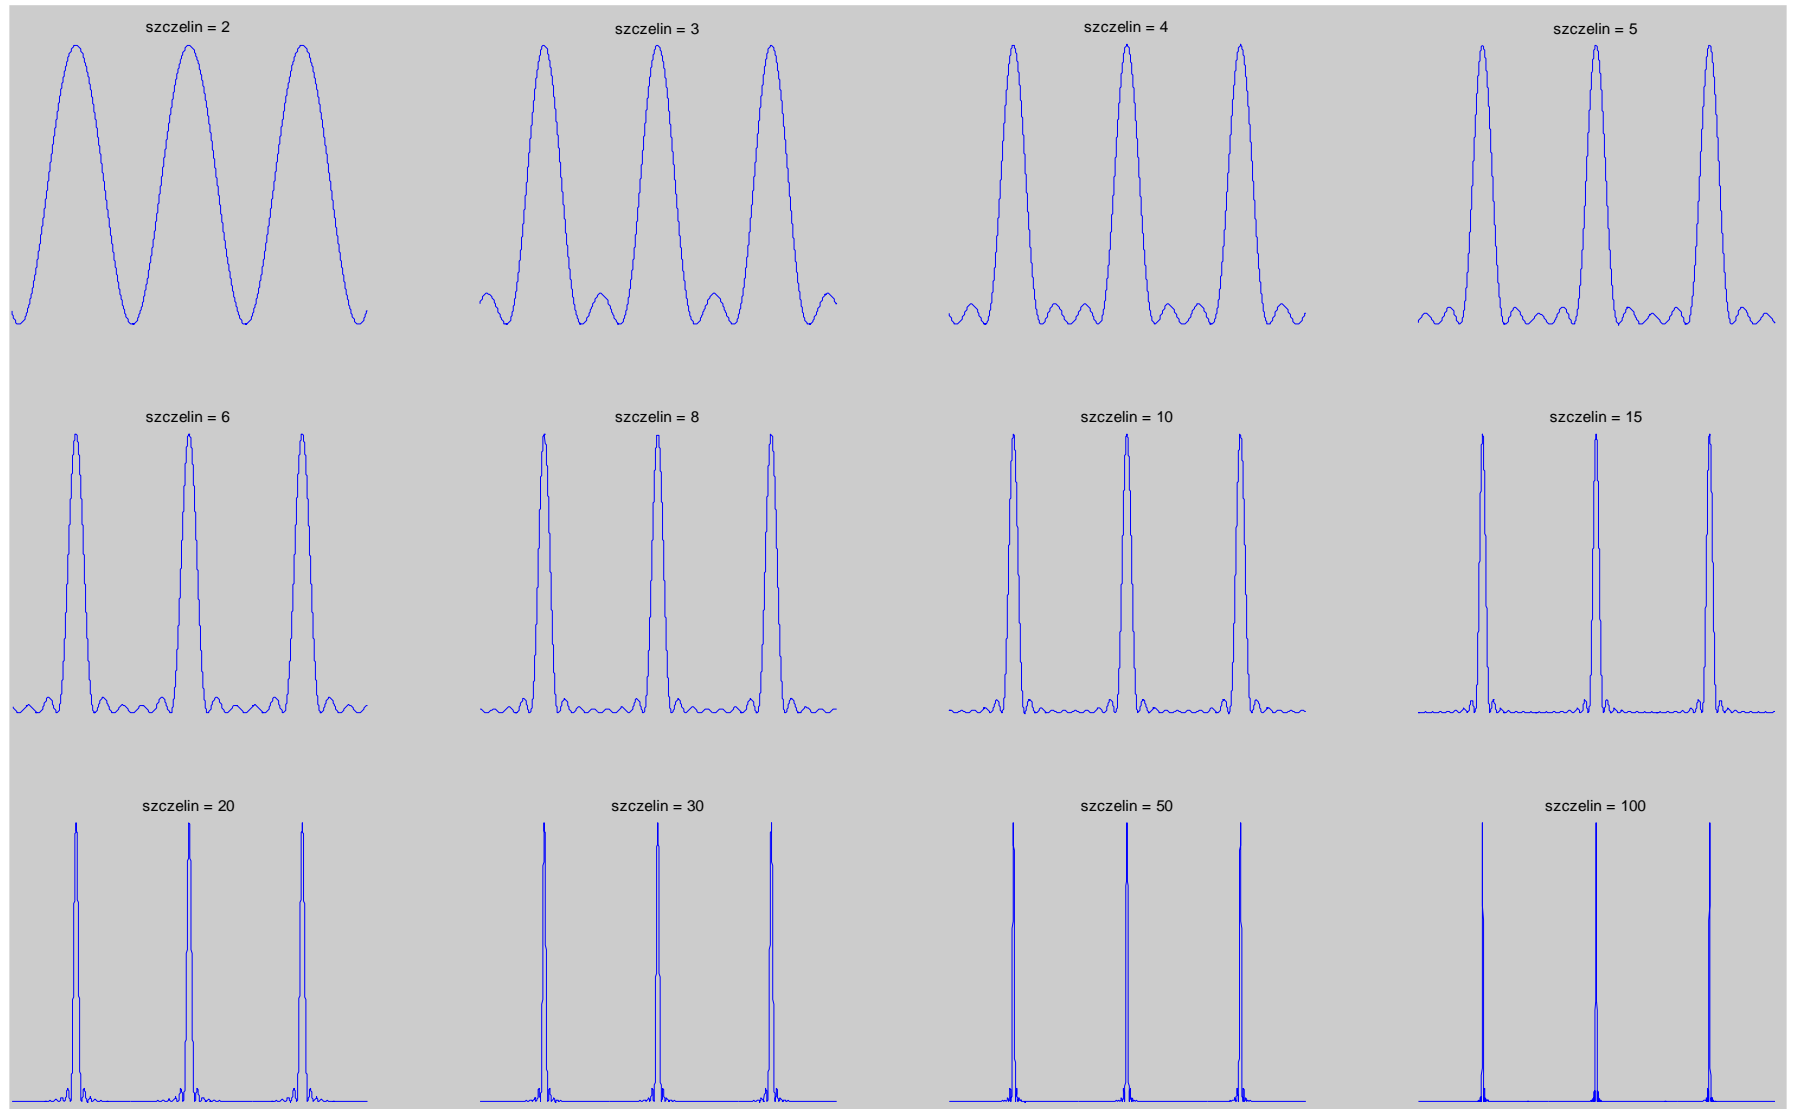 szczelin = 2
szczelin = 3
szczelin = 4
szczelin = 5
szczelin = 6
szczelin = 8
szczelin = 10
szczelin = 15
szczelin = 20
szczelin = 30
szczelin = 50
szczelin = 100